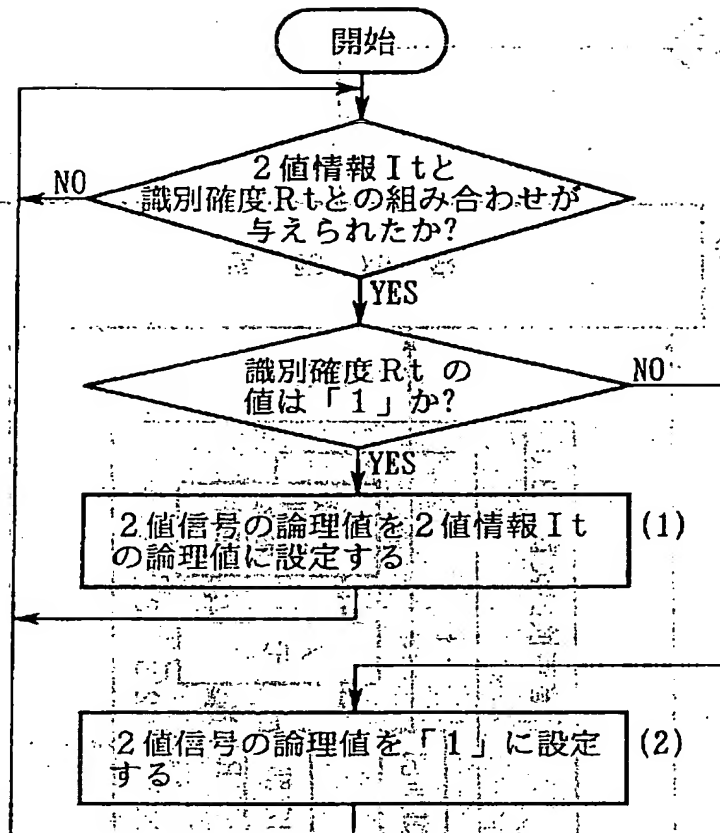 開始
2値情報Itと
識別確度Rtとの組み合わせが
与えられたか?
NO
YES
識別確度Rt の
値は「1」か?
NO
YES
2値信号の論理値を2値情報It
の論理値に設定する
(1)
2値信号の論理値を「1」に設定
する
(2)